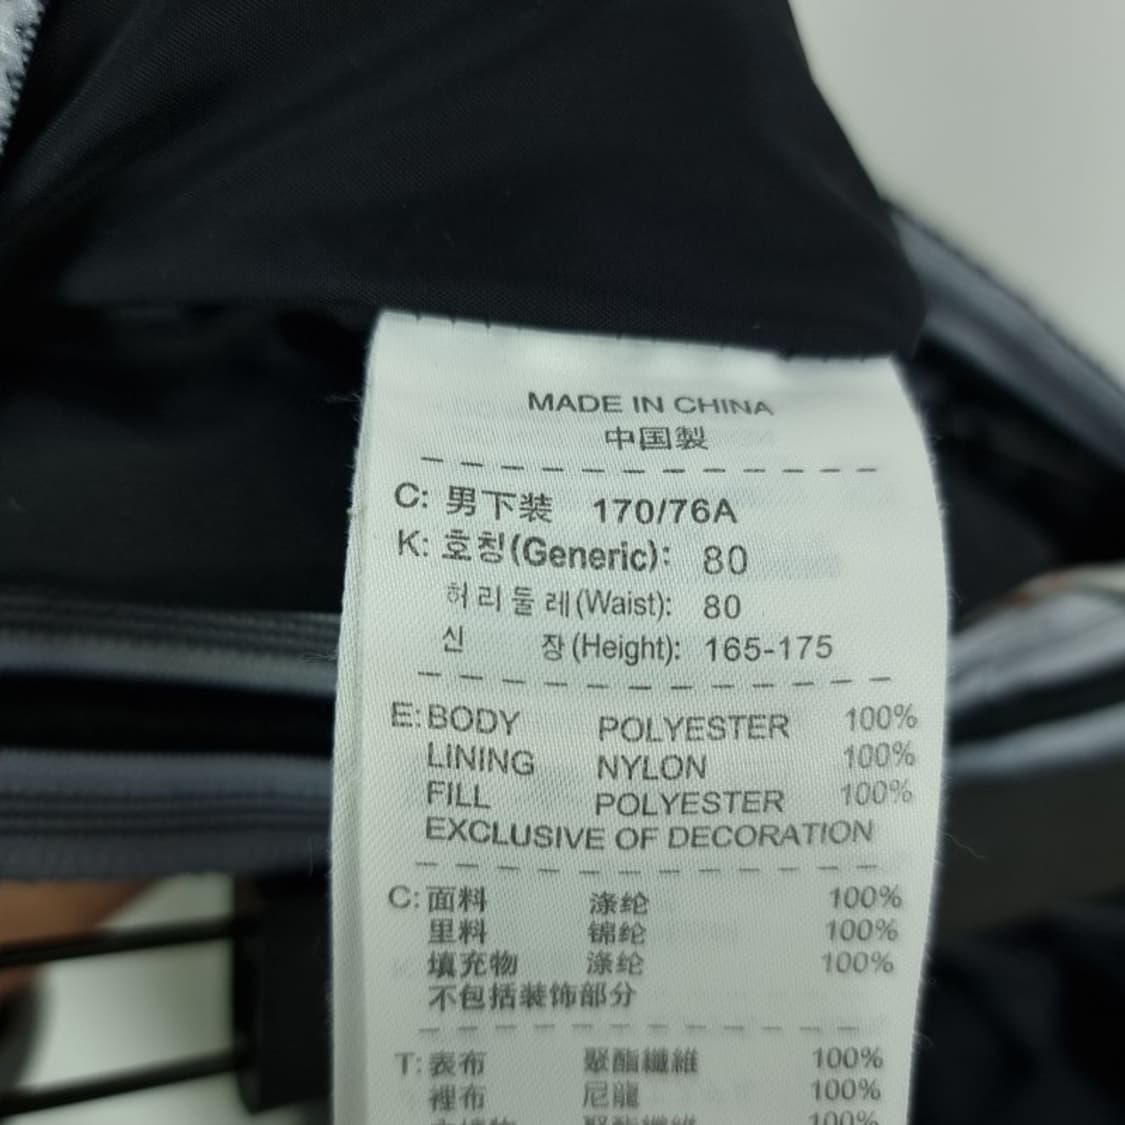 MADE IN CHINA
中国製
C: 男下装 170/76A
K: 호칭(Generic): 80
허리둘레(Waist): 80
신 장(Height): 165-175
E: BODY POLYESTER 100%
LINING NYLON 100%
FILL POLYESTER 100%
EXCLUSIVE OF DECORATION
C: 面料 涤纶 100%
里料 锦纶 100%
填充物 涤纶 100%
不包括装饰部分
T: 表布 聚酯纖維 100%
裡布 尼龍 100%
100%